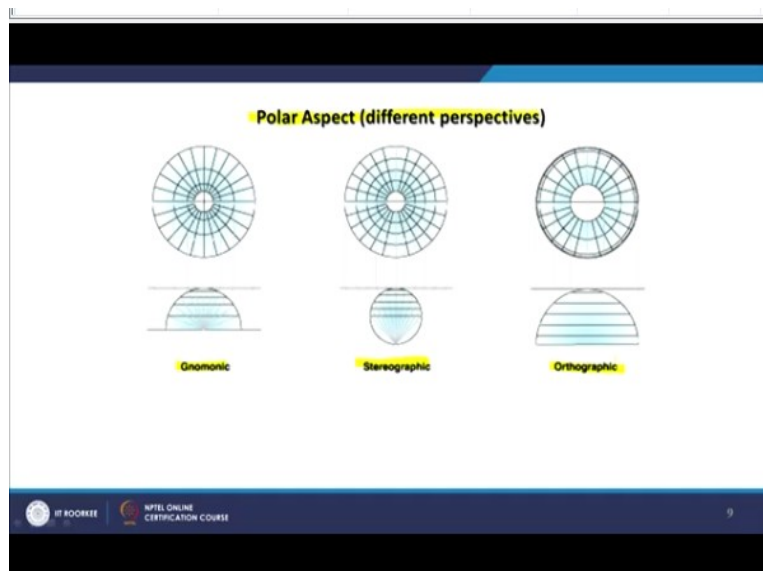 Polar Aspect (different perspectives)
Gnomonic
Stereographic
Orthographic
IIT ROORKEE
NPTEL ONLINE
CERTIFICATION COURSE
9